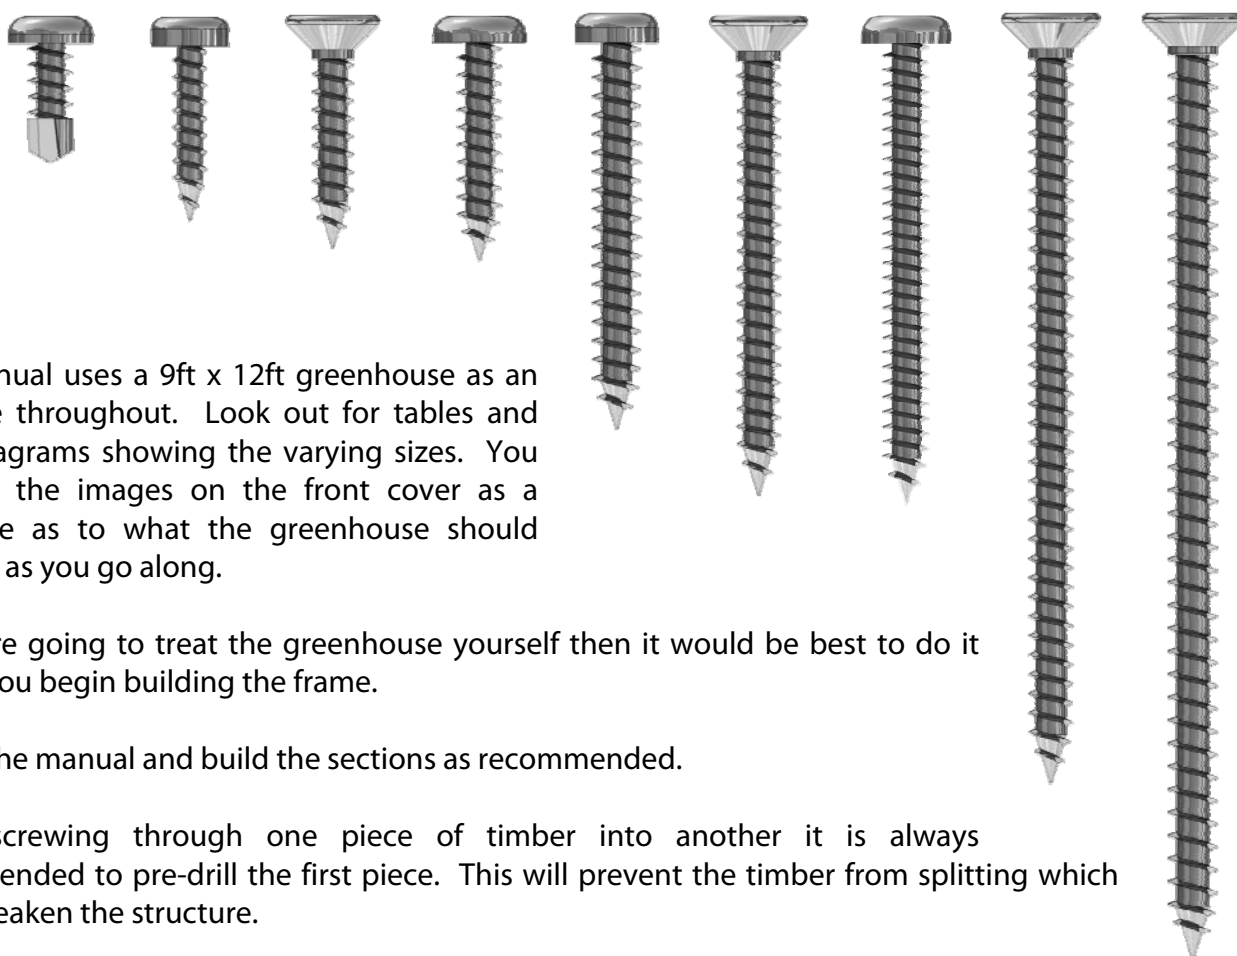 nual uses a 9ft x 12ft greenhouse as an
e throughout. Look out for tables and
agrams showing the varying sizes. You
the images on the front cover as a
e as to what the greenhouse should
as you go along.
re going to treat the greenhouse yourself then it would be best to do it
ou begin building the frame.
he manual and build the sections as recommended.
screwing through one piece of timber into another it is always
ended to pre-drill the first piece. This will prevent the timber from splitting which
eaken the structure.